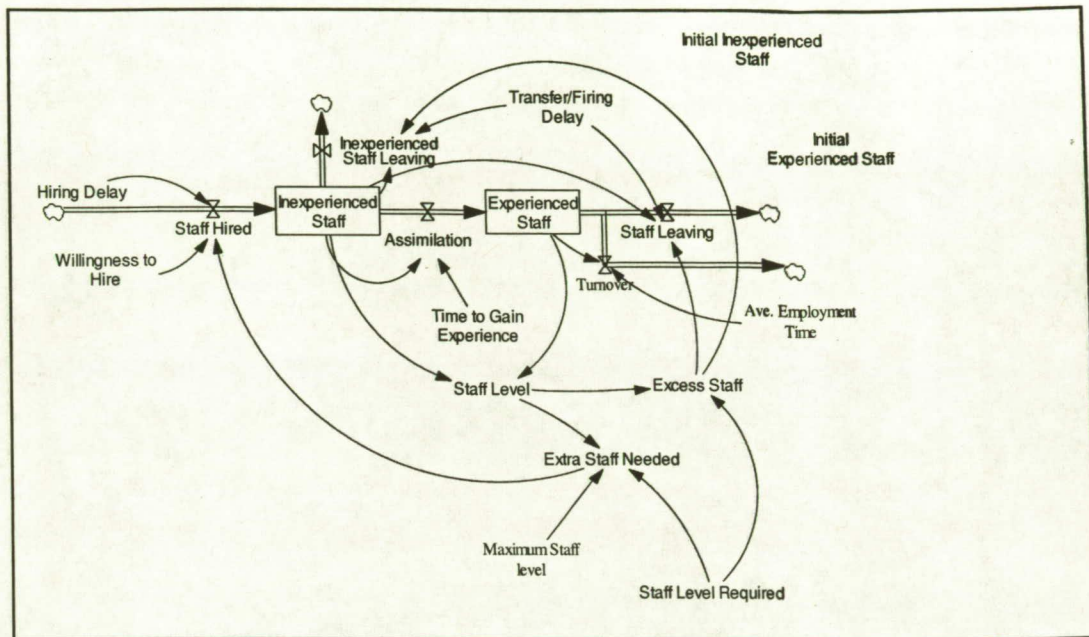 Initial Inexperienced
Staff
Transfer/Firing
Delay
Inexperienced
Staff Leaving
Initial
Experienced Staff
Hiring Delay
Inexperienced
Staff
Experienced
Staff
Staff Hired
Assimilation
Staff Leaving
Willingness to
Hire
Turnover
Time to Gain
Experience
Ave. Employment
Time
Staff Level
Excess Staff
Extra Staff Needed
Maximum Staff
level
Staff Level Required